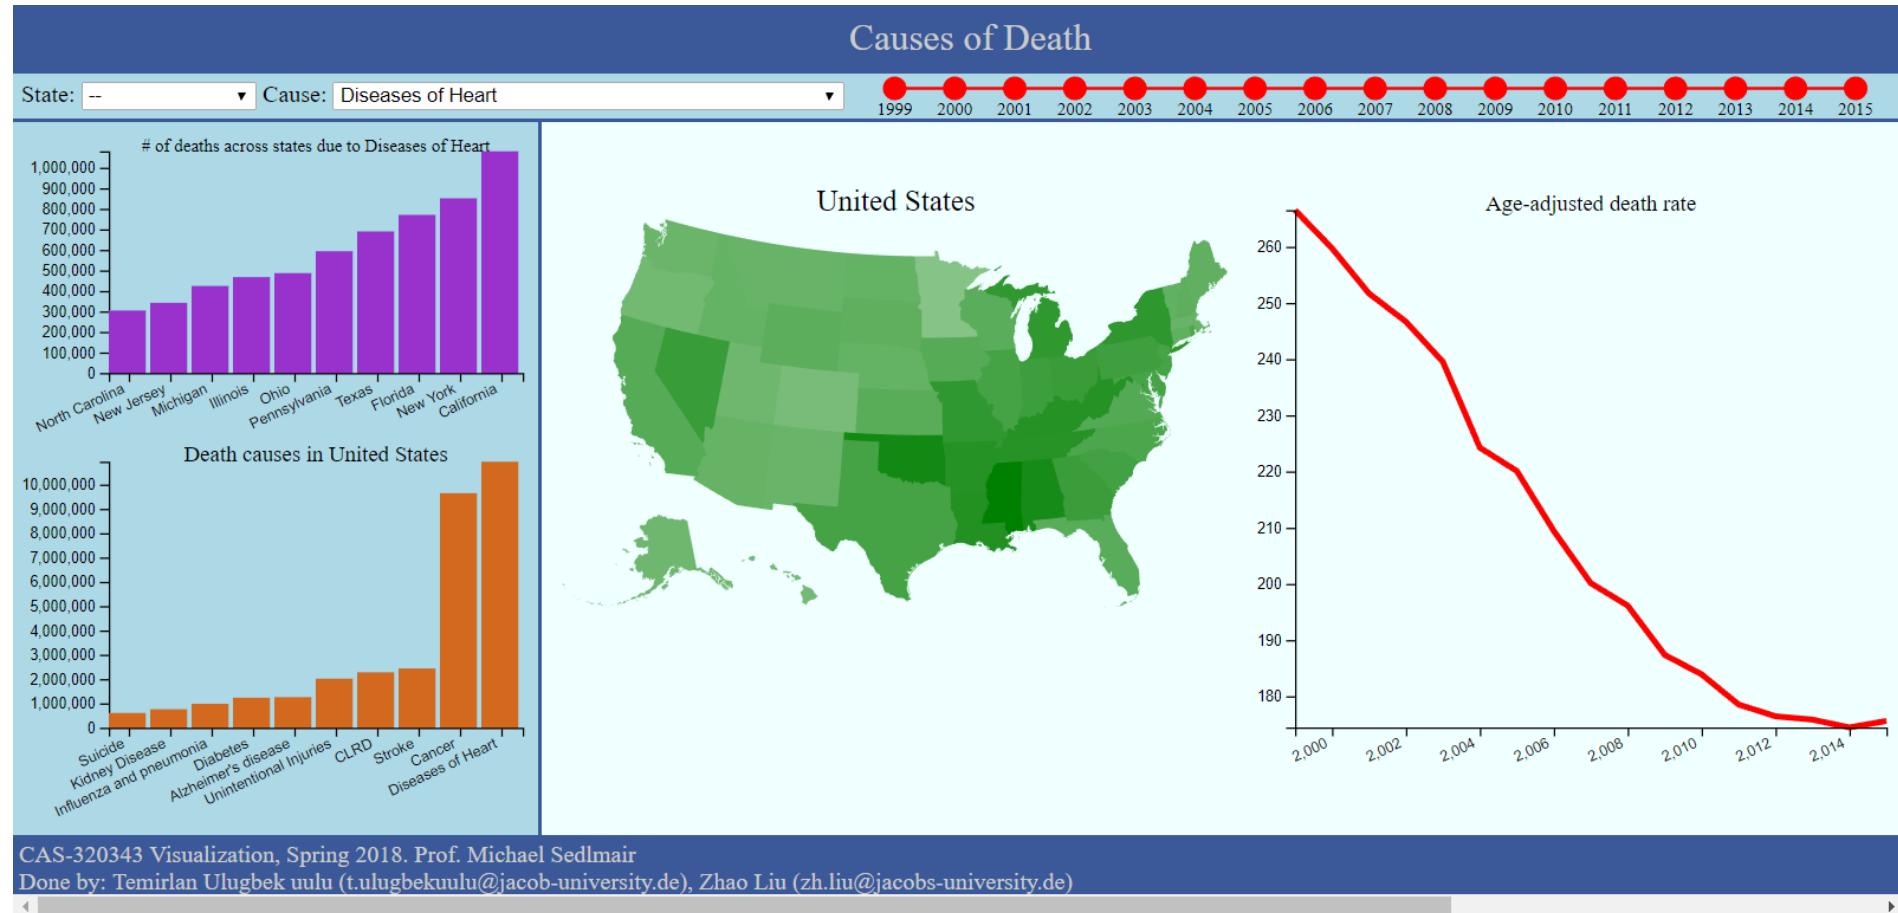 Causes of Death
State: -- Cause: Diseases of Heart
1999 2000 2001 2002 2003 2004 2005 2006 2007 2008 2009 2010 2011 2012 2013 2014 2015
# of deaths across states due to Diseases of Heart
1,000,000
900,000
800,000
700,000
600,000
500,000
400,000
300,000
200,000
100,000
0
North Carolina
New Jersey
Michigan
Illinois
Ohio
Pennsylvania
Texas
Florida
New York
California
Death causes in United States
10,000,000
9,000,000
8,000,000
7,000,000
6,000,000
5,000,000
4,000,000
3,000,000
2,000,000
1,000,000
0
Suicide
Kidney Disease
Influenza and pneumonia
Diabetes
Alzheimer's disease
Unintentional Injuries
CLRD
Stroke
Cancer
Diseases of Heart
United States
Age-adjusted death rate
260
250
240
230
220
210
200
190
180
2,000
2,002
2,004
2,006
2,008
2,010
2,012
2,014
CAS-320343 Visualization, Spring 2018. Prof. Michael Sedlmair
Done by: Temirlan Ulugbek uulu (t.ulugbekuulu@jacob-university.de), Zhao Liu (zh.liu@jacobs-university.de)